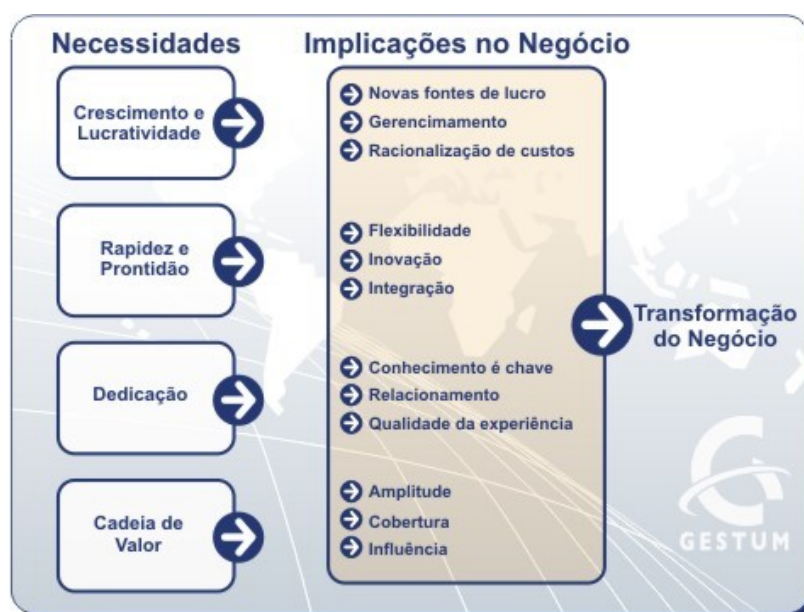 Necessidades
Implicações no Negócio
Crescimento e
Lucratividade
Novas fontes de lucro
Gerencimamento
Racionalização de custos
Rapidez e
Prontidão
Flexibilidade
Inovação
Integração
Transformação
do Negócio
Dedicação
Conhecimento é chave
Relacionamento
Qualidade da experiência
Cadeia de
Valor
Amplitude
Cobertura
Influência
GESTUM